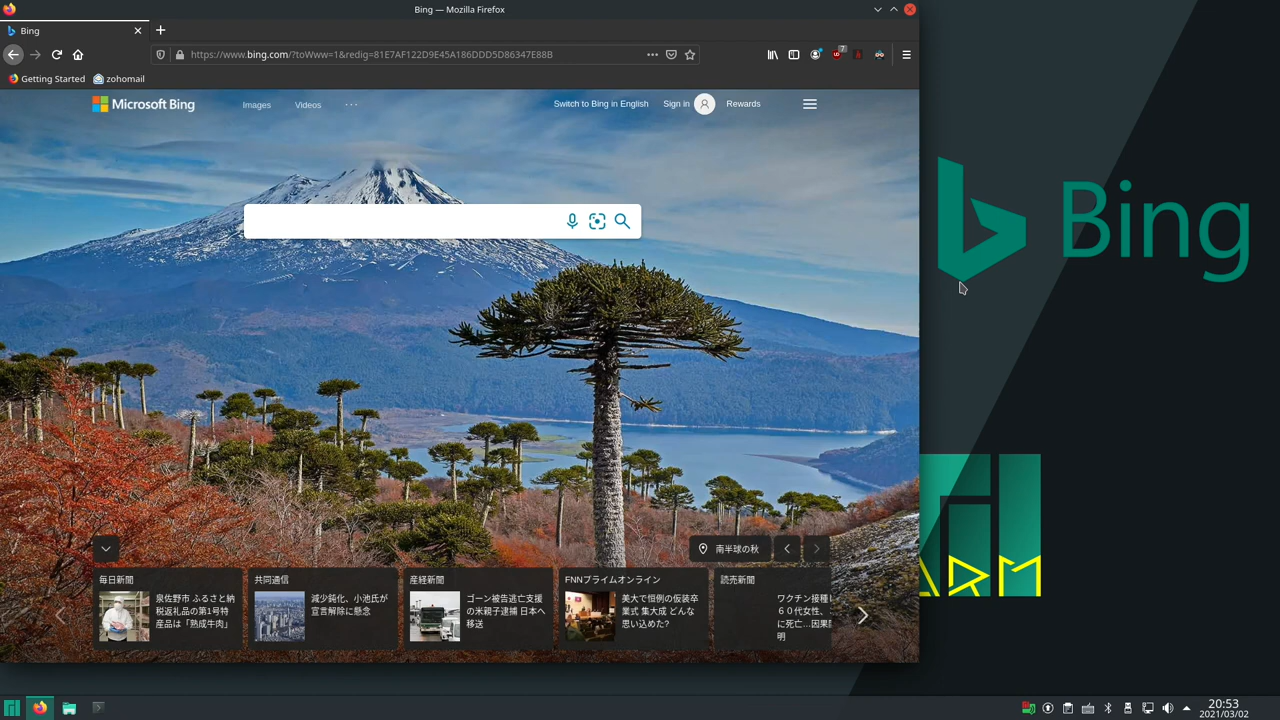 Bing — Mozilla Firefox
Bing
https://www.bing.com/?toWww=1&redig=81E7AF122D9E45A186DDD5D86347E88B
7
Getting Started
zohomail
Microsoft Bing
Images
Videos
Switch to Bing in English
Sign in
Rewards
Bing
南半球の秋
毎日新聞
泉佐野市 ふるさと納
税返礼品の第1号特
産品は「熟成牛肉」
共同通信
減少鈍化、小池氏が
宣言解除に懸念
産経新聞
ゴーン被告逃亡支援
の米親子逮捕 日本へ
移送
FNNプライムオンライン
美大で恒例の仮装卒
業式 集大成 どんな
思い込めた?
読売新聞
ワクチン接種し
６０代女性、
に死亡…因果関
明
ARM
20:53
2021/03/02